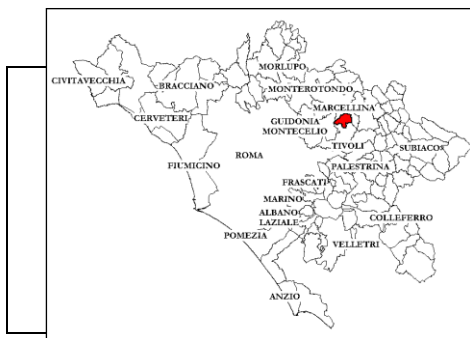 MORLUPO
CIVITAVECCHIA
BRACCIANO
MONTEROTONDO
MARCELLINA
CERVETERI
GUIDONIA
MONTECELIO
TIVOLI
SUBIACO
ROMA
FIUMICINO
PALESTRINA
FRASCATI
MARINO
ALBANO
LAZIALE
COLLEFERRO
POMEZIA
VELLETRI
ANZIO